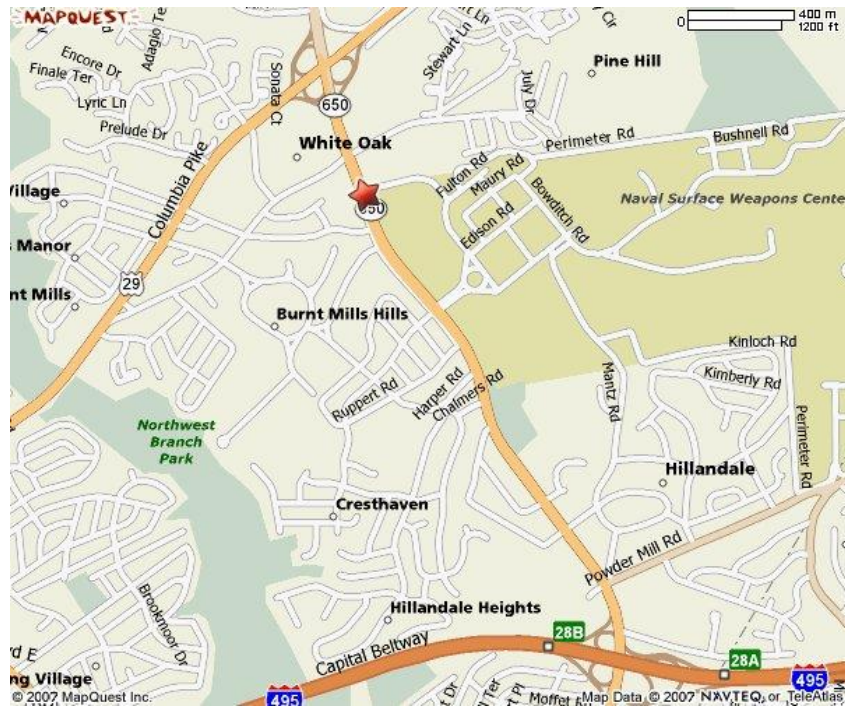 MAPQUEST
0
400 m
1200 ft
Encore Dr
Adagio Ter
Finale Ter
Lyric Ln
Prelude Dr
Sonata Ct
650
Stewart Ln
July Dr
Pine Hill
White Oak
Perimeter Rd
Bushnell Rd
Columbia Pike
Fulton Rd
Maury Rd
Bowditch Rd
Edison Rd
Naval Surface Weapons Cente
Village
650
Manor
29
nt Mills
Burnt Mills Hills
Kinloch Rd
Kimberly Rd
Mantz Rd
Ruppert Rd
Harper Rd
Chalmers Rd
Perimeter Rd
Northwest
Branch
Park
Hillandale
Cresthaven
Powder Mill Rd
Brookmoor Dr
Hillandale Heights
Capital Beltway
28B
28A
rd E
ng Village
495
495
Moffet Rd
© 2007 MapQuest Inc.
Map Data © 2007 NAVTEQ, or TeleAtlas